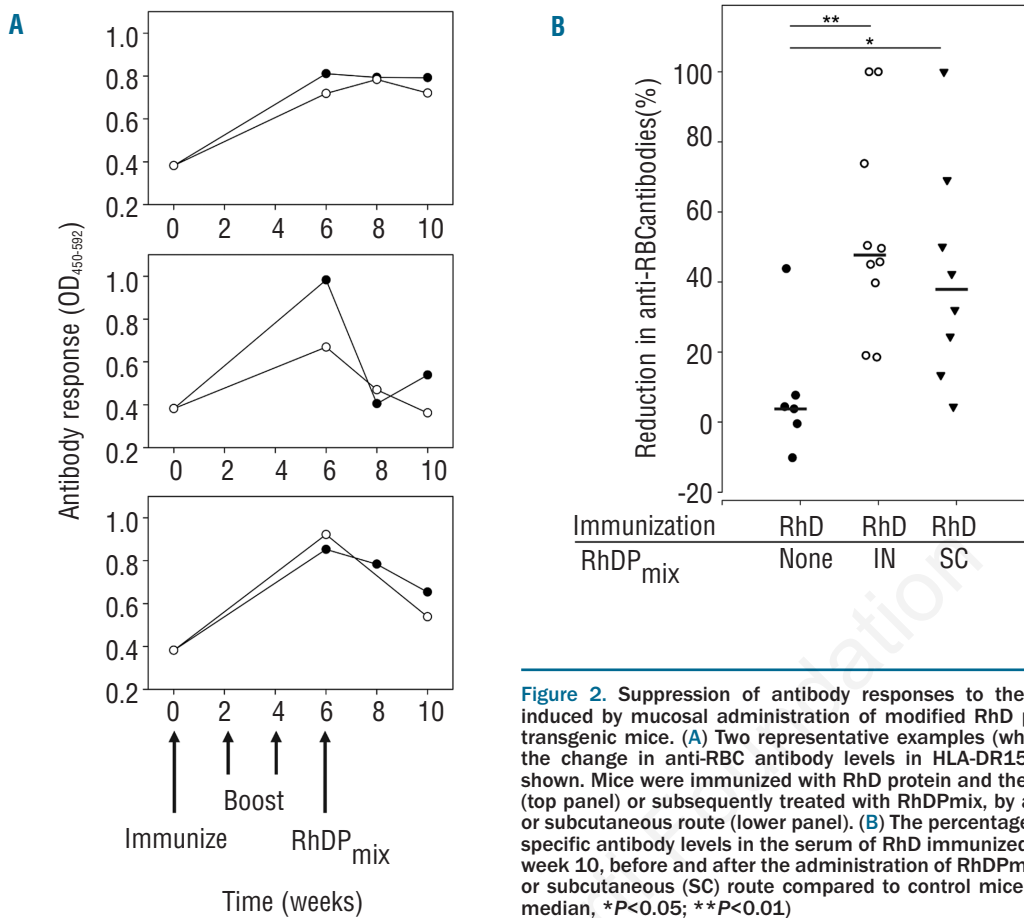 A
1.0
0.8
0.6
0.4
0.2
0 2 4 6 8 10
1.0
0.8
0.6
0.4
0.2
0 2 4 6 8 10
1.0
0.8
0.6
0.4
0.2
0 2 4 6 8 10
Antibody response (OD450-592)
Boost
Immunize RhDPmix
Time (weeks)
B
**
*
100
80
60
40
20
0
-20
Reduction in anti-RBCantibodies(%)
Immunization RhD RhD RhD
RhDPmix None IN SC
Figure 2. Suppression of antibody responses to the
induced by mucosal administration of modified RhD
transgenic mice. (A) Two representative examples
the change in anti-RBC antibody levels in HLA-DR15
shown. Mice were immunized with RhD protein and
(top panel) or subsequently treated with RhDPmix, by
or subcutaneous route (lower panel). (B) The percentage
specific antibody levels in the serum of RhD immunized
week 10, before and after the administration of
or subcutaneous (SC) route compared to control mice
median, *P<0.05; **P<0.01)